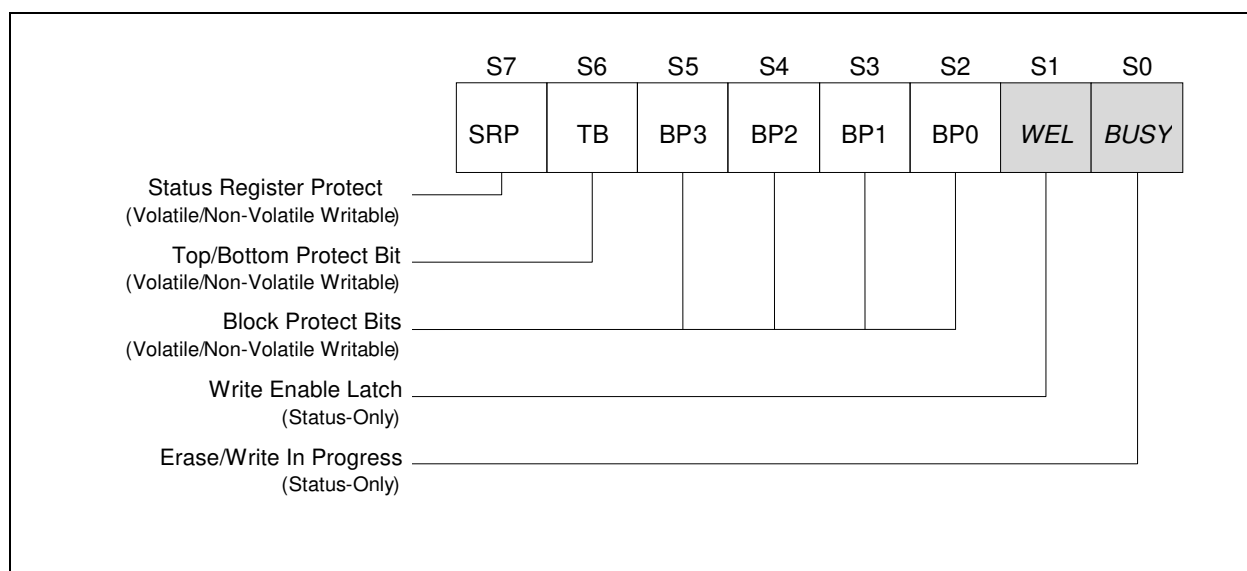 S7 S6 S5 S4 S3 S2 S1 S0
SRP TB BP3 BP2 BP1 BP0 WEL BUSY
Status Register Protect
(Volatile/Non-Volatile Writable)
Top/Bottom Protect Bit
(Volatile/Non-Volatile Writable)
Block Protect Bits
(Volatile/Non-Volatile Writable)
Write Enable Latch
(Status-Only)
Erase/Write In Progress
(Status-Only)